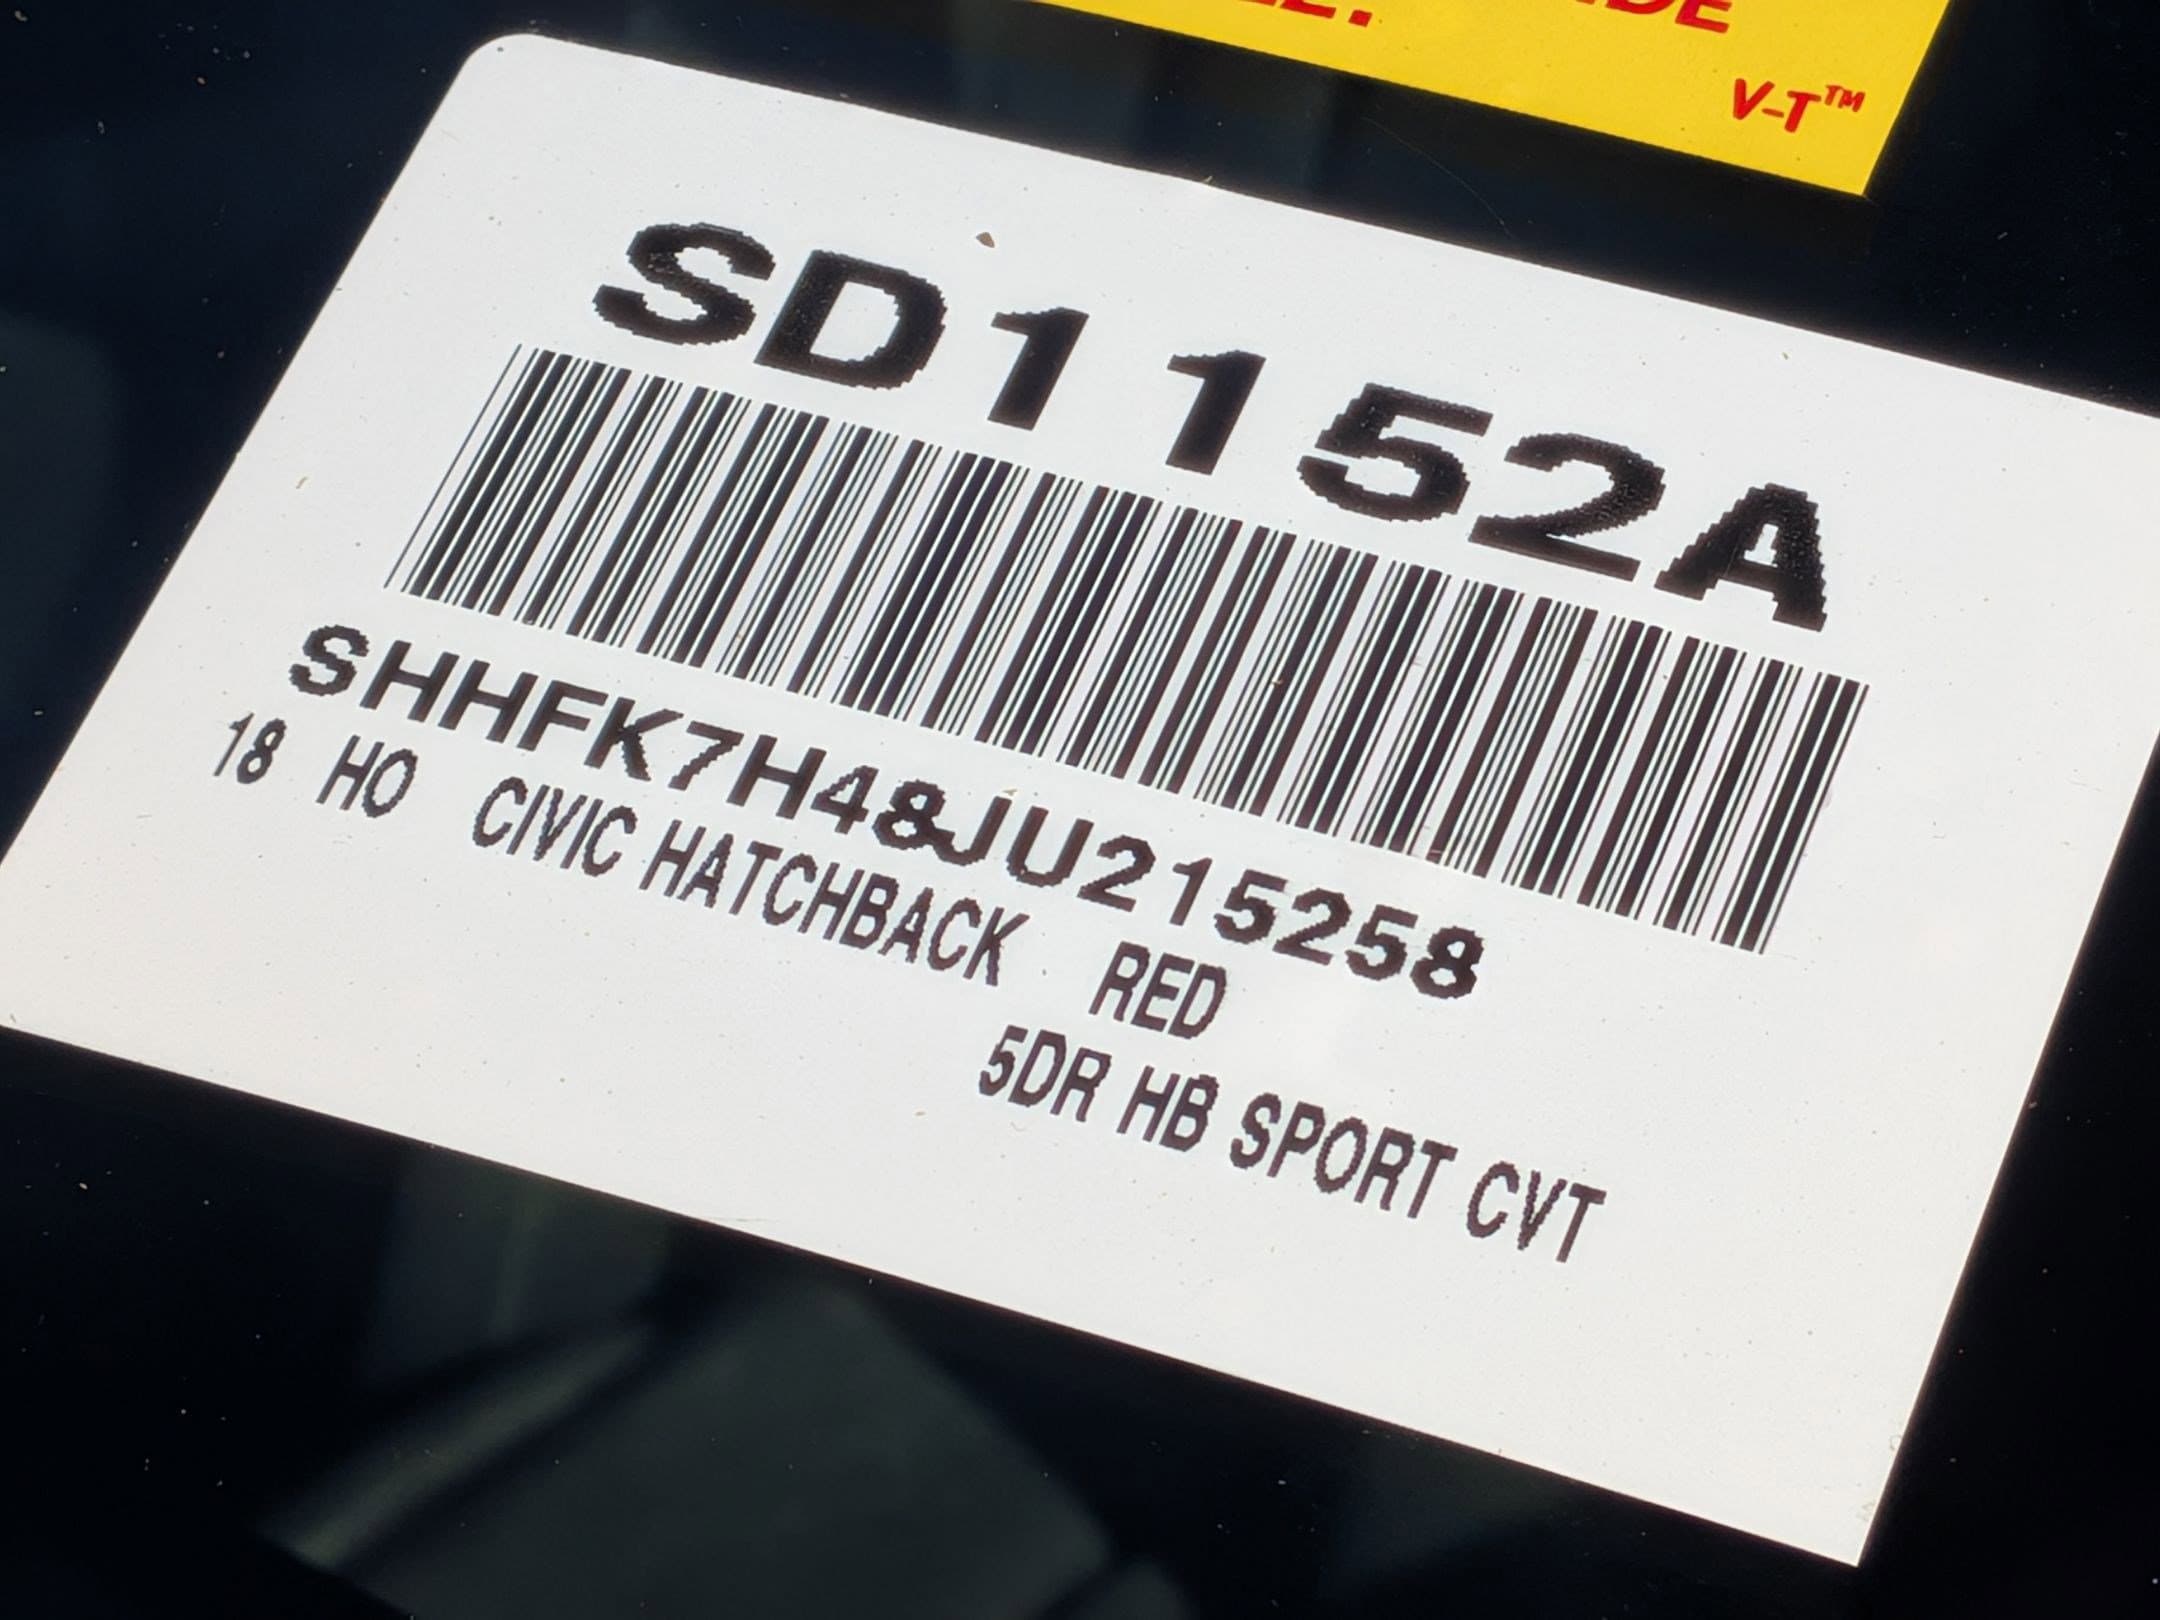 V-T™
SD1152A
SHHFK7H48JU215258
18 HO CIVIC HATCHBACK RED
5DR HB SPORT CVT